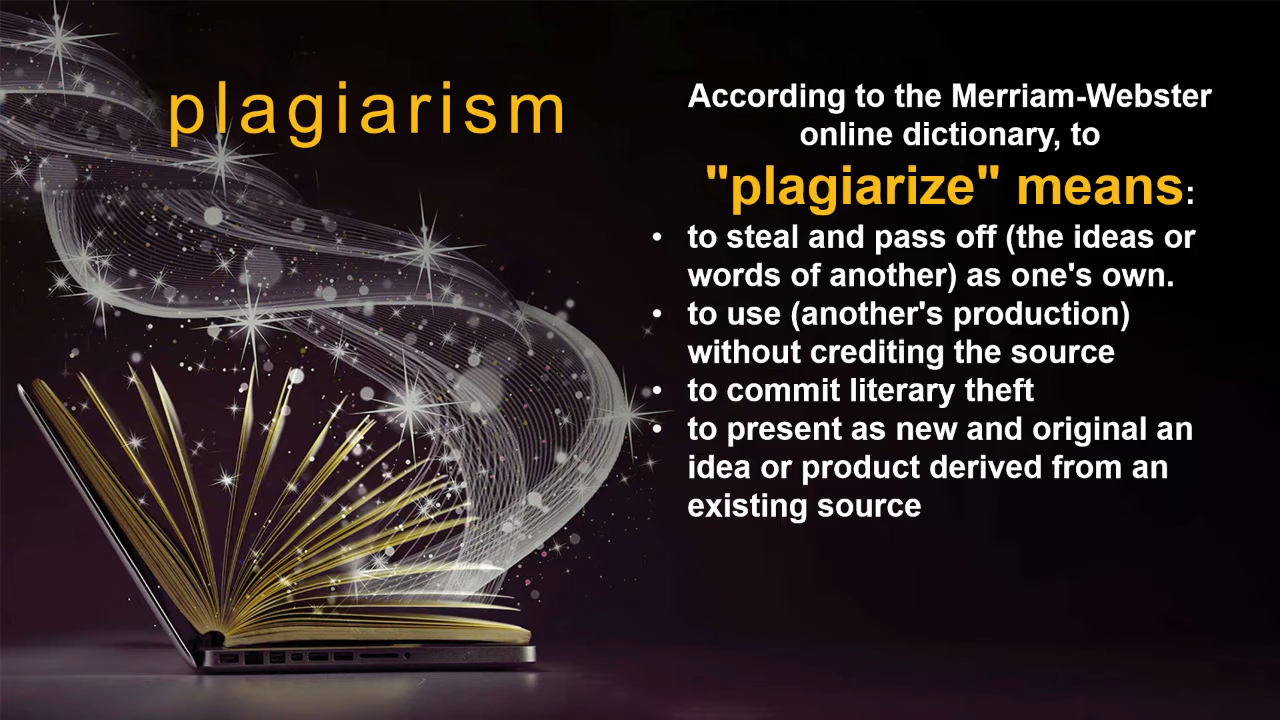 plagiarism
According to the Merriam-Webster
online dictionary, to
"plagiarize" means:
• to steal and pass off (the ideas or
words of another) as one's own.
• to use (another's production)
without crediting the source
• to commit literary theft
• to present as new and original an
idea or product derived from an
existing source